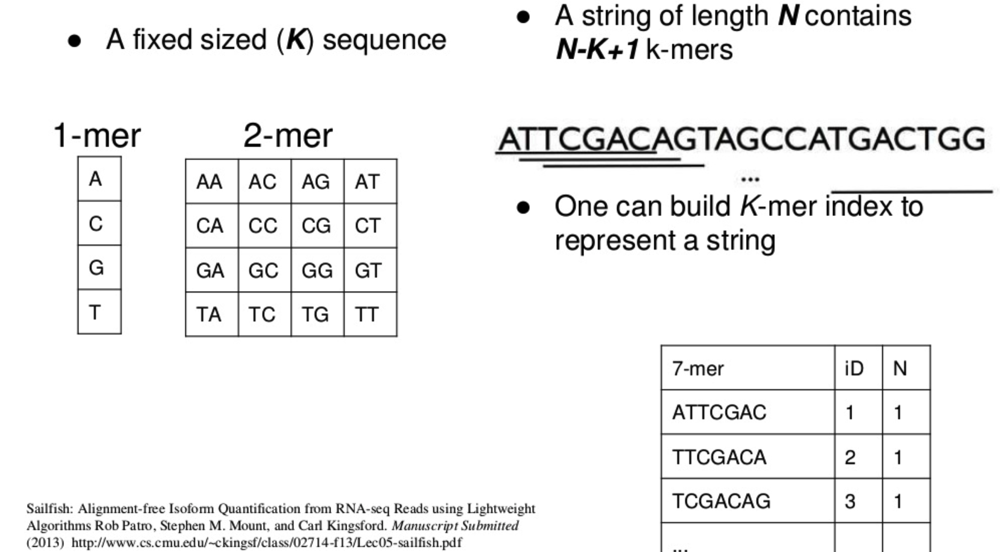 ● A fixed sized (K) sequence
1-mer
A
C
G
T
2-mer
AA AC AG AT
CA CC CG CT
GA GC GG GT
TA TC TG TT
● A string of length N contains
N-K+1 k-mers
ATTCGACAGTAGCCATGACTGG
...
● One can build K-mer index to
represent a string
7-mer iD N
ATTCGAC 1 1
TTCGACA 2 1
TCGACAG 3 1
...
Sailfish: Alignment-free Isoform Quantification from RNA-seq Reads using Lightweight
Algorithms Rob Patro, Stephen M. Mount, and Carl Kingsford. Manuscript Submitted
(2013) http://www.cs.cmu.edu/~ckingsf/class/02714-f13/Lec05-sailfish.pdf